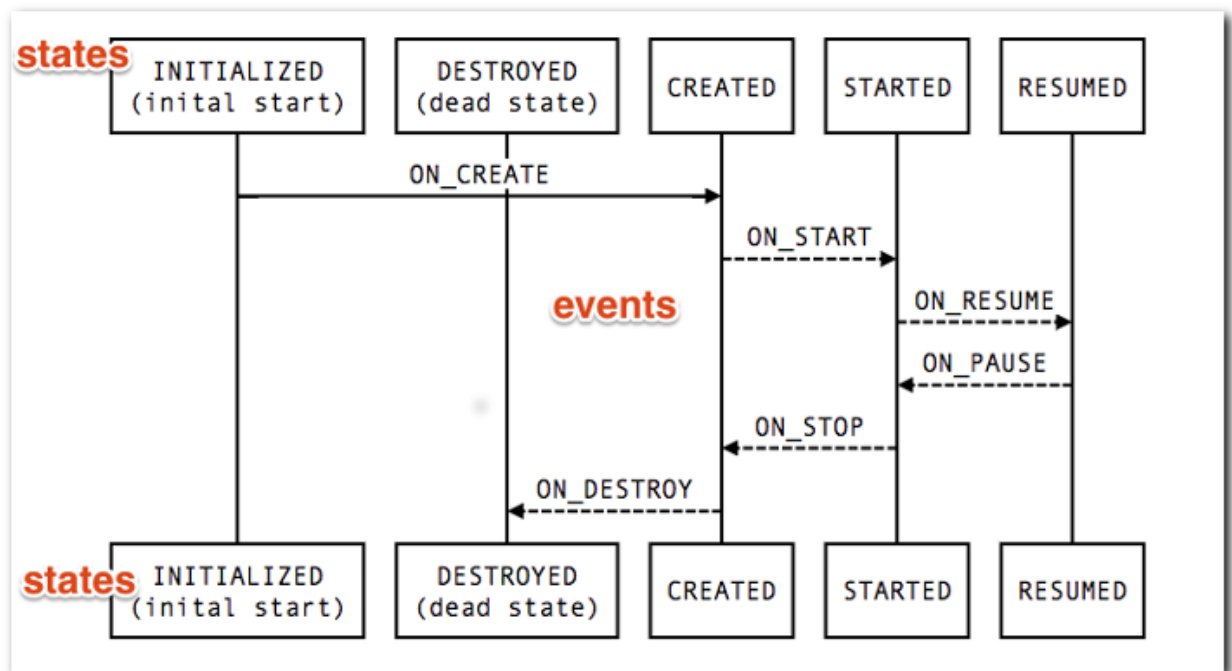 states
INITIALIZED
(inital start)
DESTROYED
(dead state)
CREATED
STARTED
RESUMED
ON_CREATE
ON_START
events
ON_RESUME
ON_PAUSE
ON_STOP
ON_DESTROY
states
INITIALIZED
(inital start)
DESTROYED
(dead state)
CREATED
STARTED
RESUMED